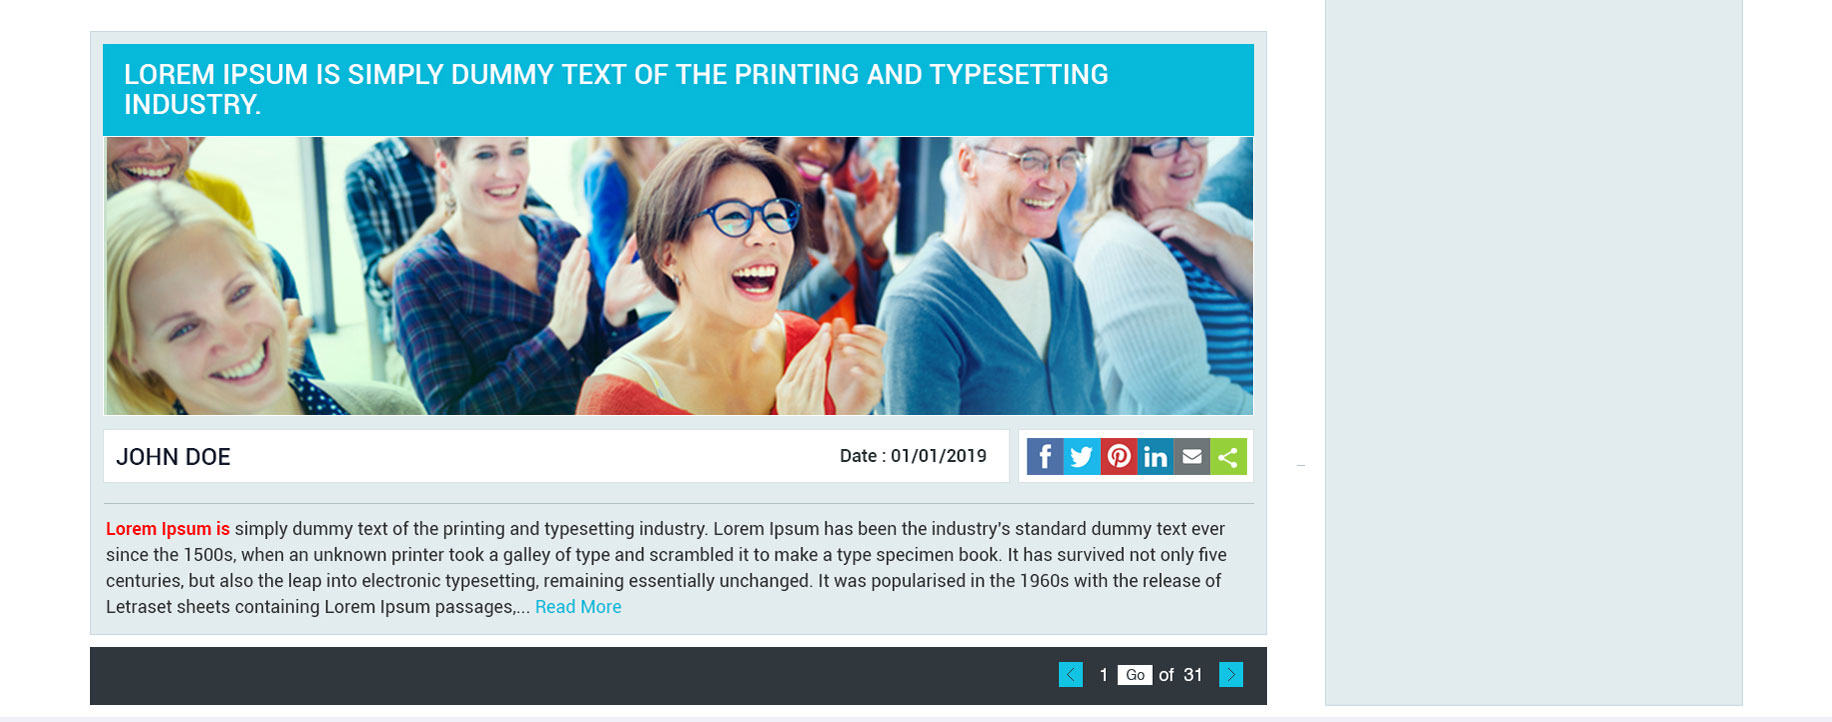 LOREM IPSUM IS SIMPLY DUMMY TEXT OF THE PRINTING AND TYPESETTING
INDUSTRY.
JOHN DOE
Date : 01/01/2019
f in
Lorem Ipsum is simply dummy text of the printing and typesetting industry. Lorem Ipsum has been the industry's standard dummy text ever
since the 1500s, when an unknown printer took a galley of type and scrambled it to make a type specimen book. It has survived not only five
centuries, but also the leap into electronic typesetting, remaining essentially unchanged. It was popularised in the 1960s with the release of
Letraset sheets containing Lorem Ipsum passages,... Read More
1 Go of 31